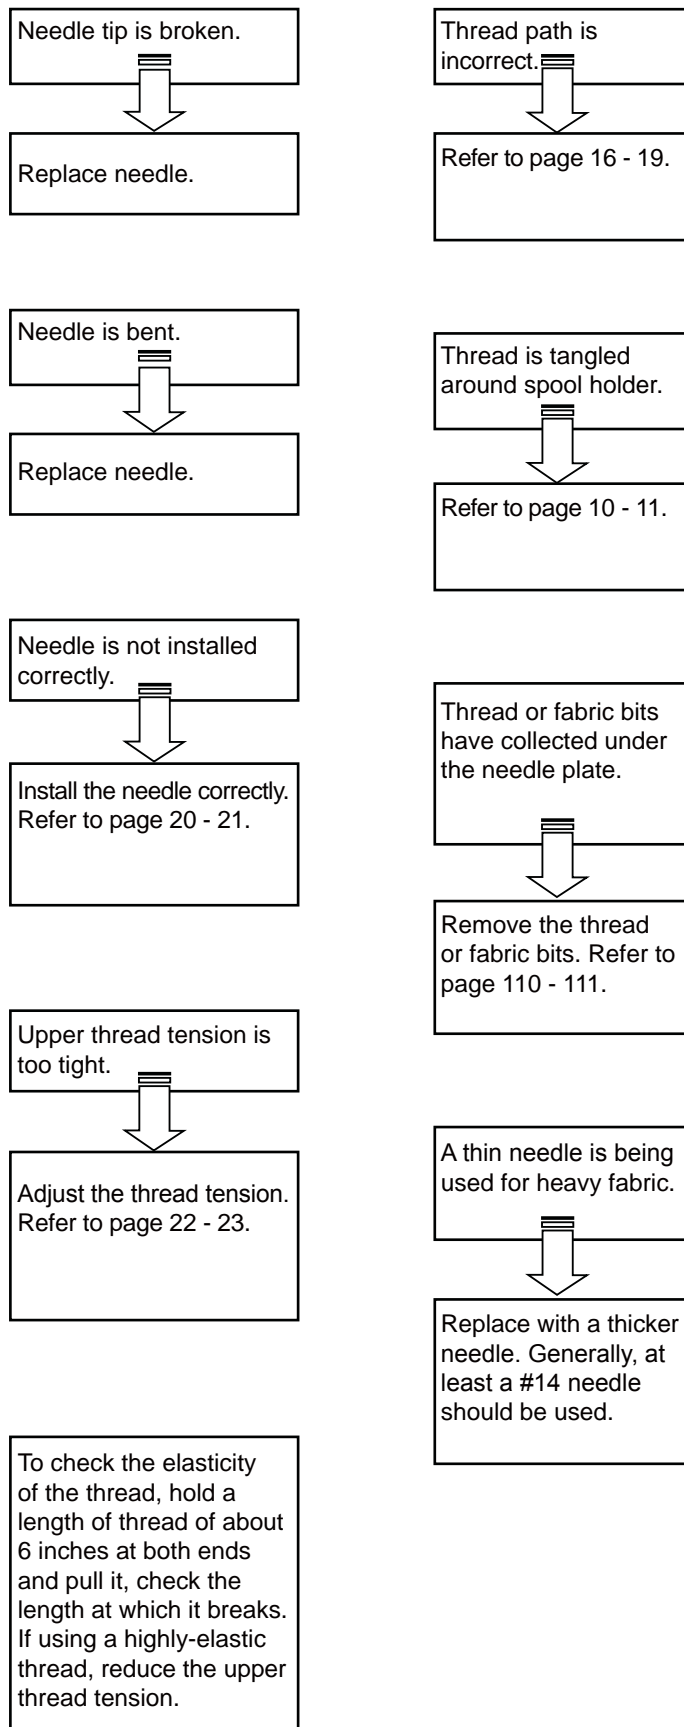 Needle tip is broken.
Replace needle.
Needle is bent.
Replace needle.
Needle is not installed
correctly.
Install the needle correctly.
Refer to page 20 - 21.
Upper thread tension is
too tight.
Adjust the thread tension.
Refer to page 22 - 23.
To check the elasticity
of the thread, hold a
length of thread of about
6 inches at both ends
and pull it, check the
length at which it breaks.
If using a highly-elastic
thread, reduce the upper
thread tension.
Thread path is
incorrect.
Refer to page 16 - 19.
Thread is tangled
around spool holder.
Refer to page 10 - 11.
Thread or fabric bits
have collected under
the needle plate.
Remove the thread
or fabric bits. Refer to
page 110 - 111.
A thin needle is being
used for heavy fabric.
Replace with a thicker
needle. Generally, at
least a #14 needle
should be used.